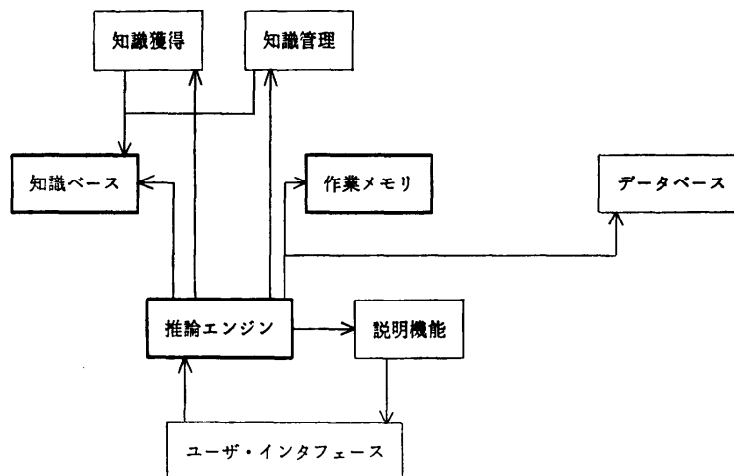 知識獲得
知識管理
知識ベース
作業メモリ
データベース
推論エンジン
説明機能
ユーザ・インタフェース